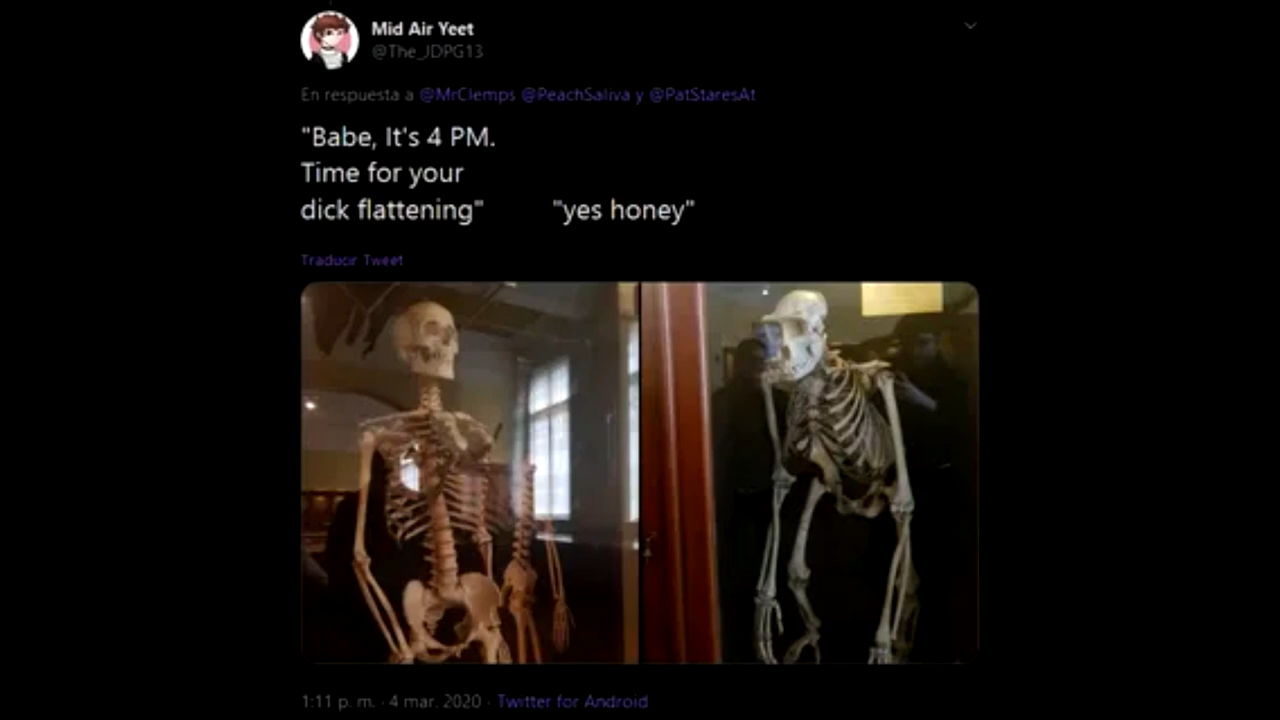 Mid Air Yeet
@The_JDPG13
En respuesta a @MrClemps @PeachSaliva y @PatStaresAt
"Babe, It's 4 PM.
Time for your
dick flattening" "yes honey"
Traducir Tweet
1:11 p. m. · 4 mar. 2020 · Twitter for Android